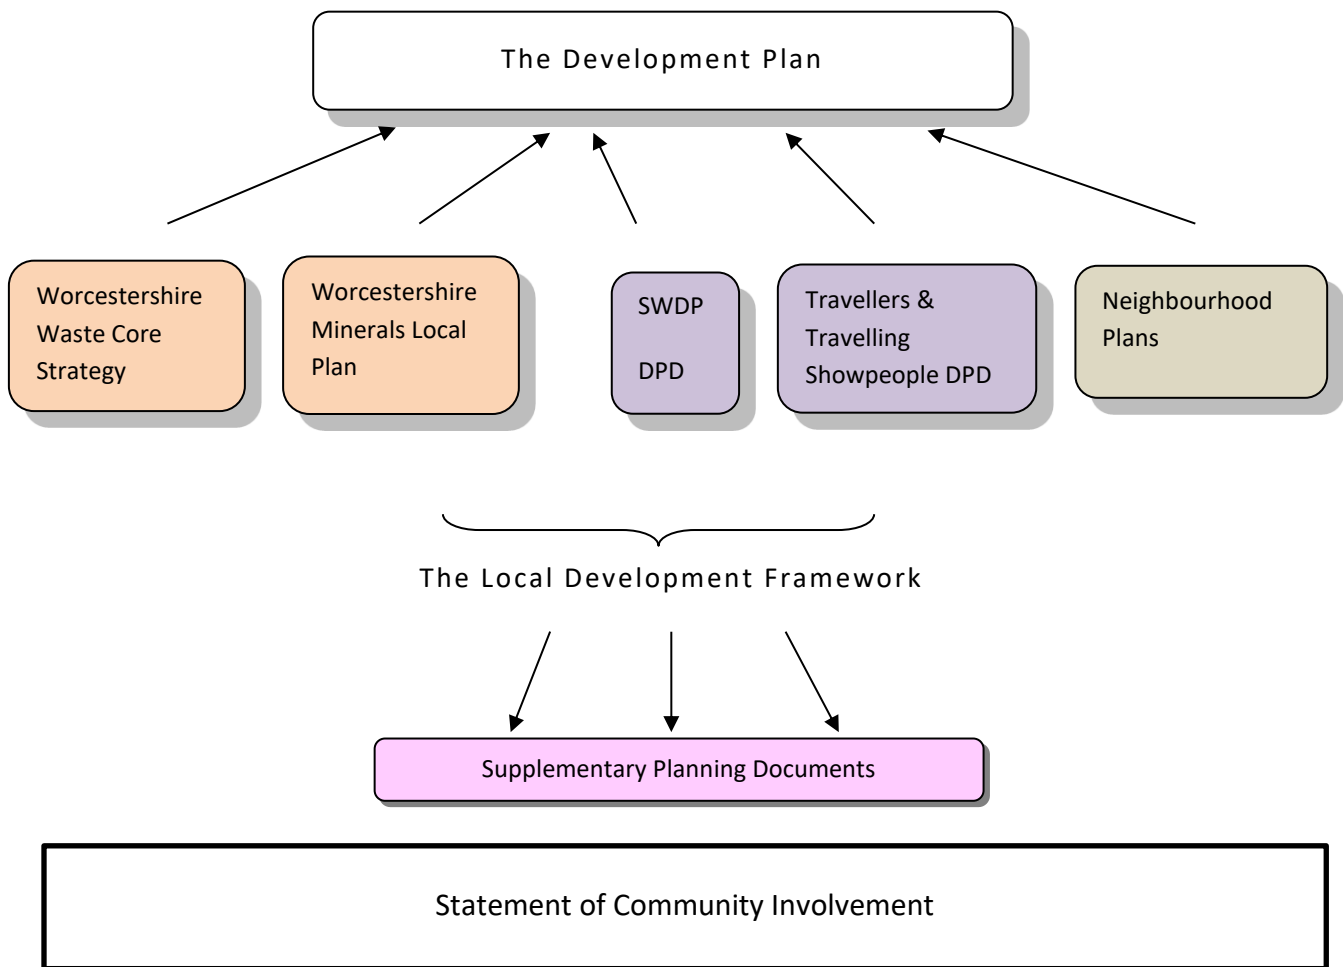 The Development Plan
Worcestershire
Waste Core
Strategy
Worcestershire
Minerals Local
Plan
SWDP
DPD
Travellers &
Travelling
Showpeople DPD
Neighbourhood
Plans
The Local Development Framework
Supplementary Planning Documents
Statement of Community Involvement